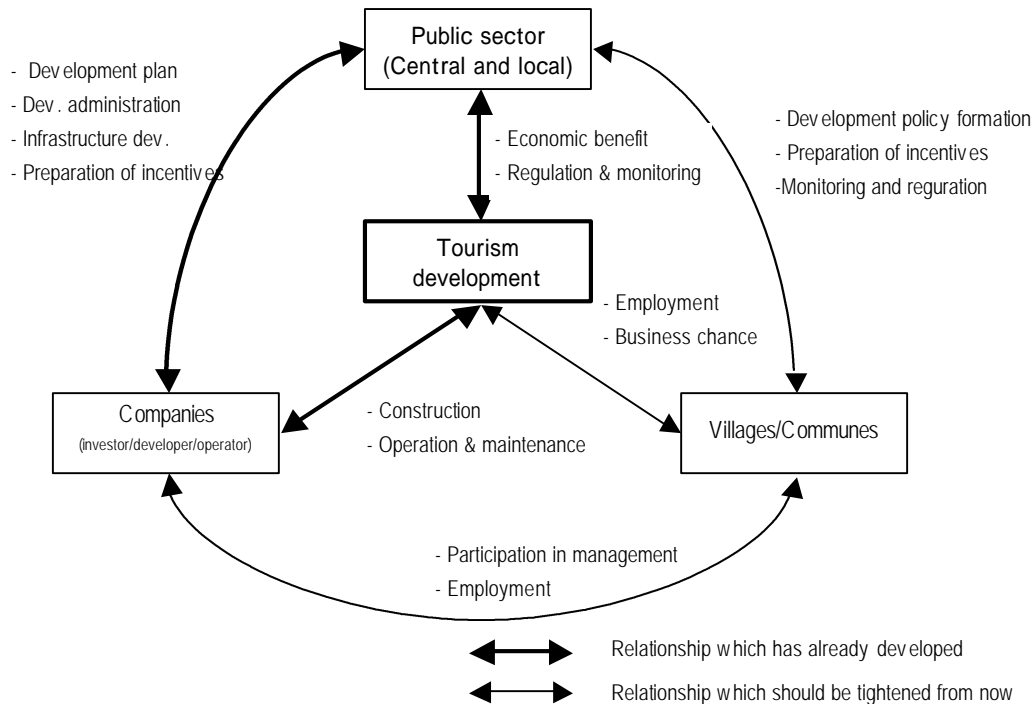 Public sector
(Central and local)
- Development plan
- Dev. administration
- Infrastructure dev.
- Preparation of incentives
- Economic benefit
- Regulation & monitoring
- Development policy formation
- Preparation of incentives
-Monitoring and reguration
Tourism
development
- Employment
- Business chance
Companies
(investor/developer/operator)
- Construction
- Operation & maintenance
Villages/Communes
- Participation in management
- Employment
Relationship which has already developed
Relationship which should be tightened from now